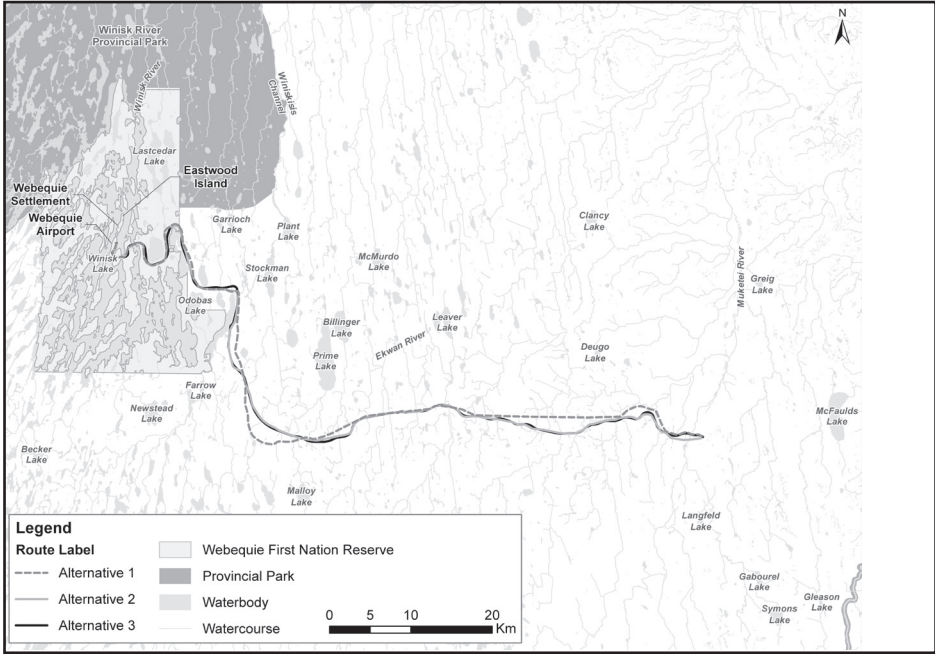 N
Winisk River
Provincial Park
Winisk River
Winiskisis
Channel
Lastcedar
Lake
Eastwood
Island
Webequie
Settlement
Webequie
Airport
Winisk
Lake
Garrioch
Lake
Plant
Lake
Clancy
Lake
McMurdo
Lake
Stockman
Lake
Muketei River
Greig
Lake
Odobas
Lake
Billinger
Lake
Leaver
Lake
Ekwan River
Prime
Lake
Deugo
Lake
Farrow
Lake
Newstead
Lake
McFaulds
Lake
Becker
Lake
Malloy
Lake
Langfeld
Lake
Gabourel
Lake
Gleason
Lake
Symons
Lake
Legend
Route Label
Alternative 1
Alternative 2
Alternative 3
Webequie First Nation Reserve
Provincial Park
Waterbody
Watercourse
0 5 10 20
Km